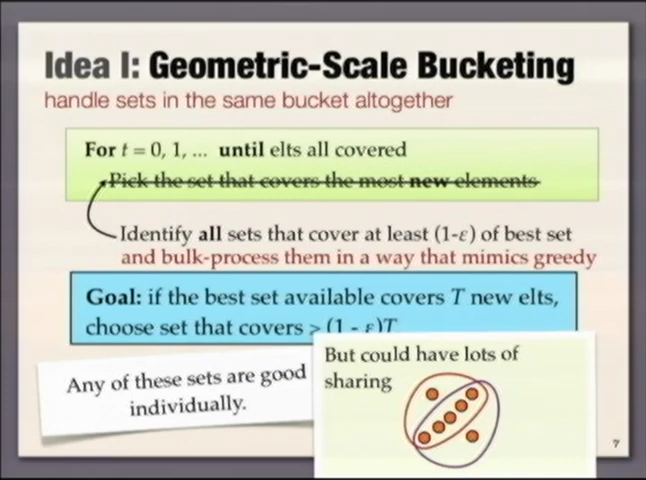 Idea I: Geometric-Scale Bucketing
handle sets in the same bucket altogether
For t = 0, 1, ... until elts all covered
Pick the set that covers the most new elements
Identify all sets that cover at least (1-ε) of best set
and bulk-process them in a way that mimics greedy
Goal: if the best set available covers T new elts,
choose set that covers ≥ (1 - ε)T
Any of these sets are good
individually.
But could have lots of
sharing
7